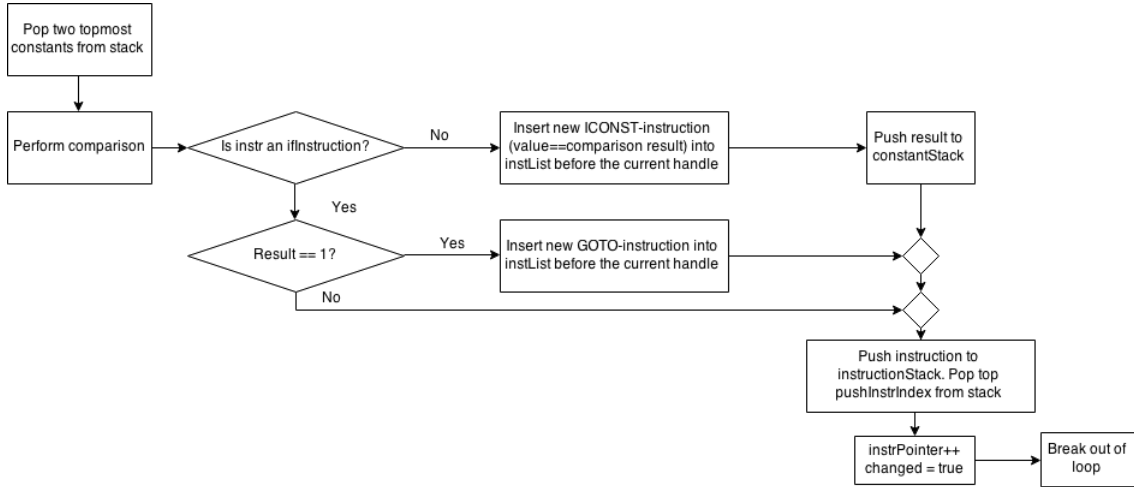 Pop two topmost
constants from stack
Perform comparison
Is instr an ifInstruction?
No
Insert new ICONST-instruction
(value==comparison result) into
instList before the current handle
Push result to
constantStack
Yes
Result == 1?
Yes
Insert new GOTO-instruction into
instList before the current handle
No
Push instruction to
instructionStack. Pop top
pushInstrIndex from stack
instrPointer++
changed = true
Break out of
loop